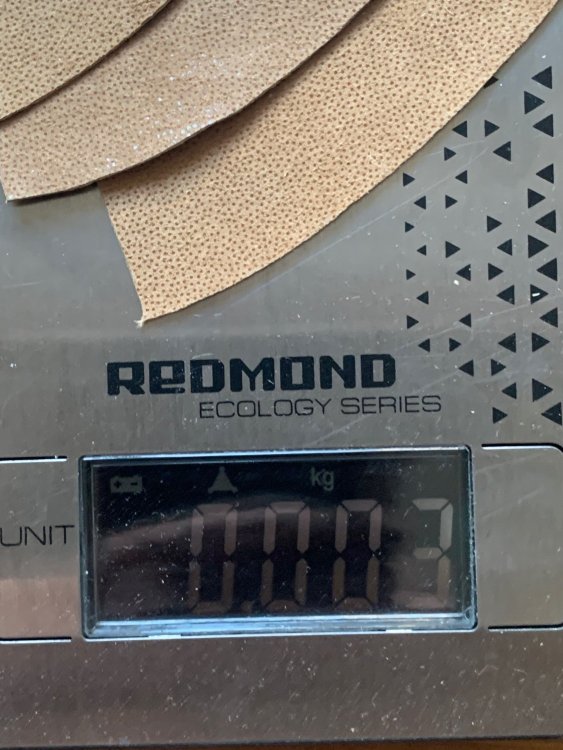 REDMOND
ECOLOGY SERIES
kg
UNIT
0.003